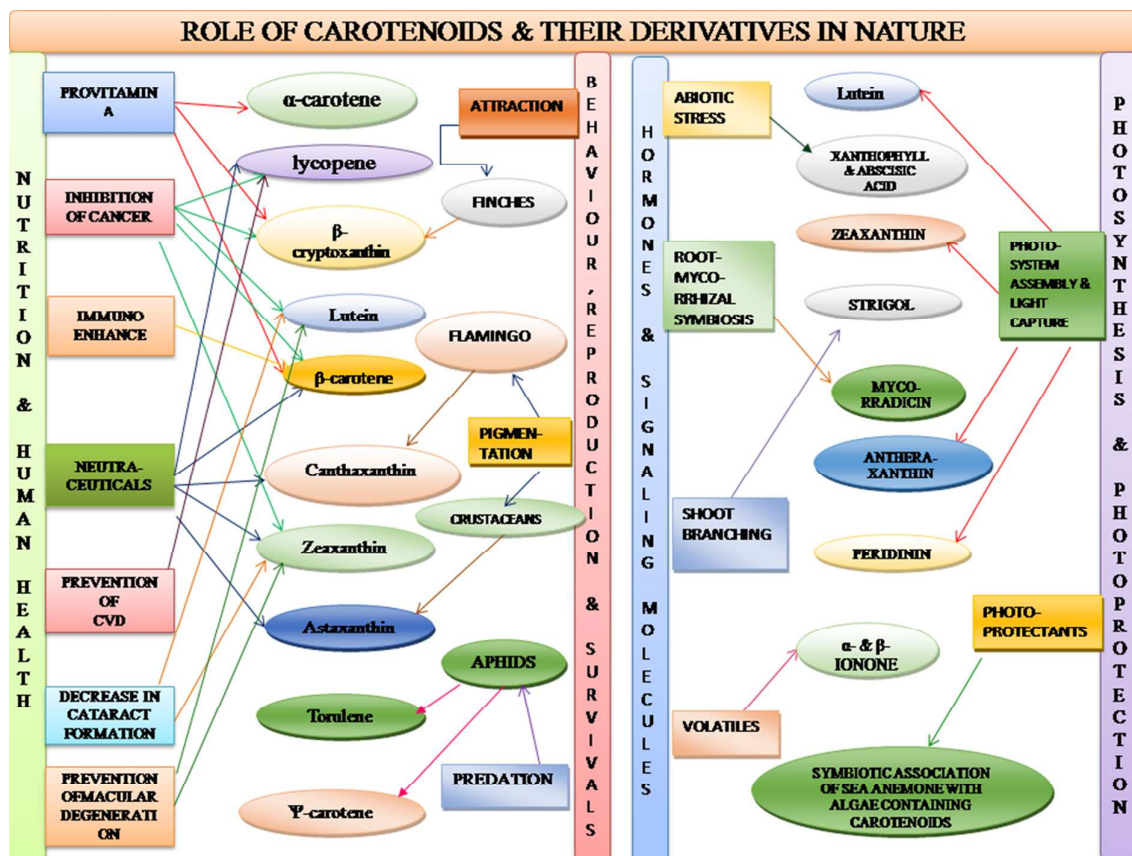 ROLE OF CAROTENOIDS & THEIR DERIVATIVES IN NATURE
NUTRITION & HUMAN HEALTH
PROVITAMIN
A
INHIBITION
OF CANCER
IMMUNO
ENHANCE
NEUTRA-
CEUTICALS
PREVENTION
OF
CVD
DECREASE IN
CATARACT
FORMATION
PREVENTION
OFMACULAR
DEGENERATI
ON
α-carotene
lycopene
β-
cryptoxanthin
Lutein
β-carotene
Canthaxanthin
Zeaxanthin
Astaxanthin
Torulene
Ψ-carotene
ATTRACTION
FINCHES
FLAMINGO
PIGMEN-
TATION
CRUSTACEANS
APHIDS
PREDATION
BEHAVIOUR,REPRODUCTION & SURVIVALS
HORMONES & SIGNALING MOLECULES
ABIOTIC
STRESS
ROOT-
MYCO-
RRHIZAL
SYMBIOSIS
SHOOT
BRANCHING
VOLATILES
Lutein
XANTHOPHYLL
& ABSCISIC
ACID
ZEAXANTHIN
STRIGOL
MYCO-
RRADICIN
ANTHERA-
XANTHIN
PERIDININ
α- & β-
IONONE
SYMBIOTIC ASSOCIATION
OF SEA ANEMONE WITH
ALGAE CONTAINING
CAROTENOIDS
PHOTO-
SYSTEM
ASSEMBLY &
LIGHT
CAPTURE
PHOTO-
PROTECTANTS
PHOTOSYNTHESIS & PHOTOPROTECTION